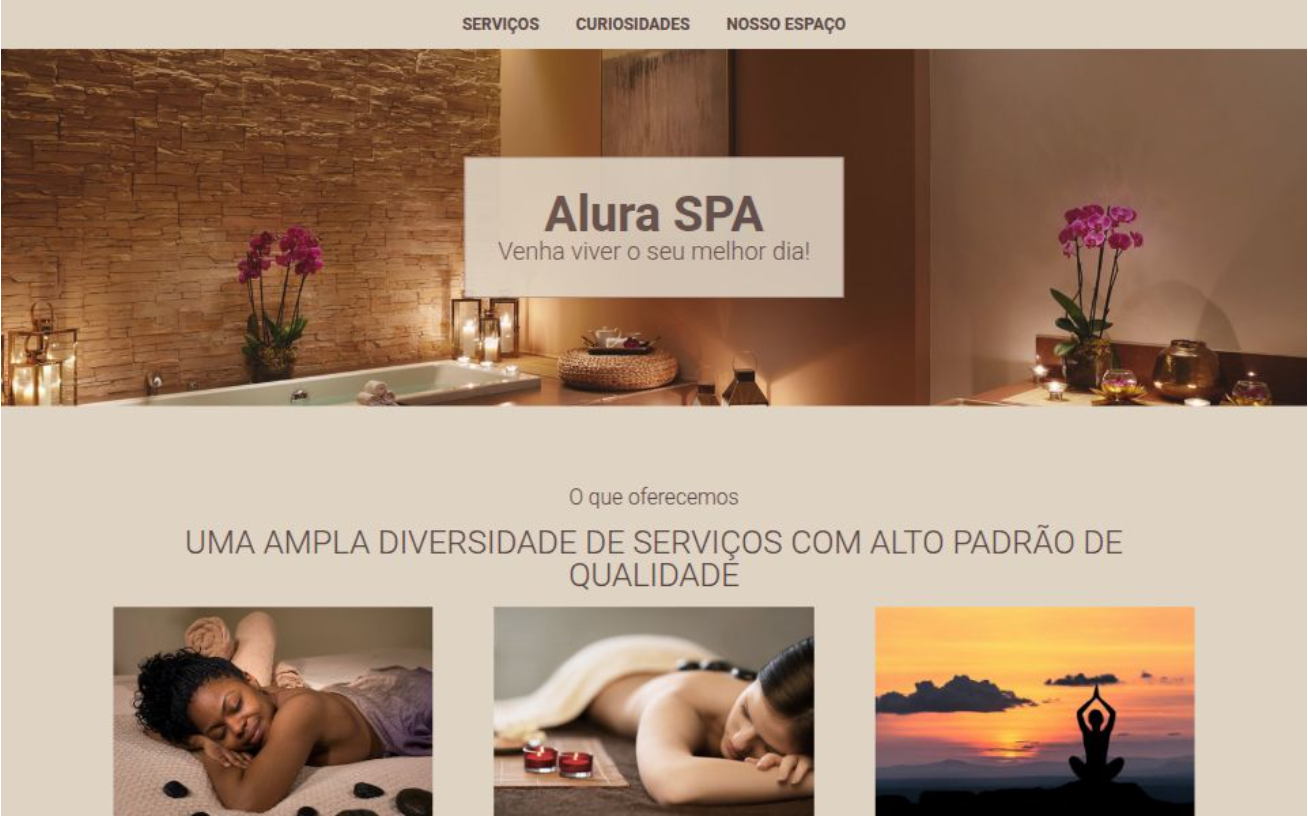 SERVIÇOS CURIOSIDADES NOSSO ESPAÇO
Alura SPA
Venha viver o seu melhor dia!
O que oferecemos
UMA AMPLA DIVERSIDADE DE SERVIÇOS COM ALTO PADRÃO DE
QUALIDADE